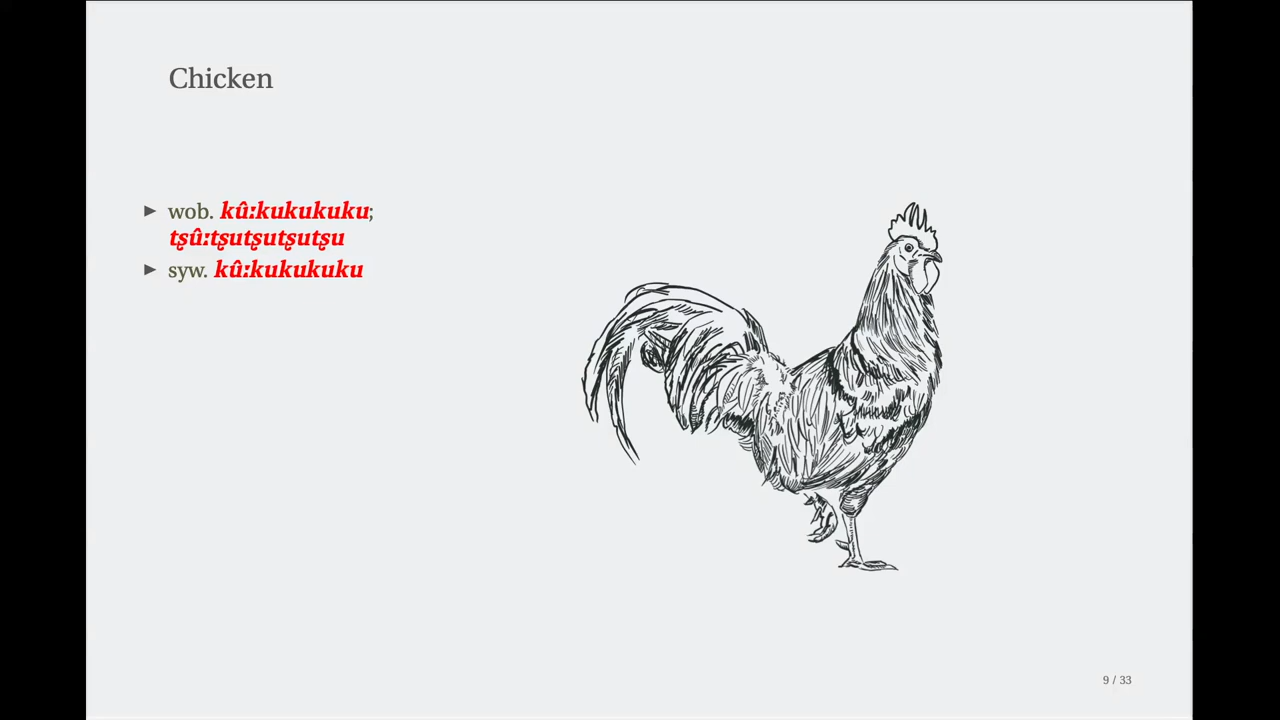 Chicken
▶ wob. kû:kukukuku;
tʂû:tʂutʂutʂutʂu
▶ syw. kû:kukukuku
9 / 33